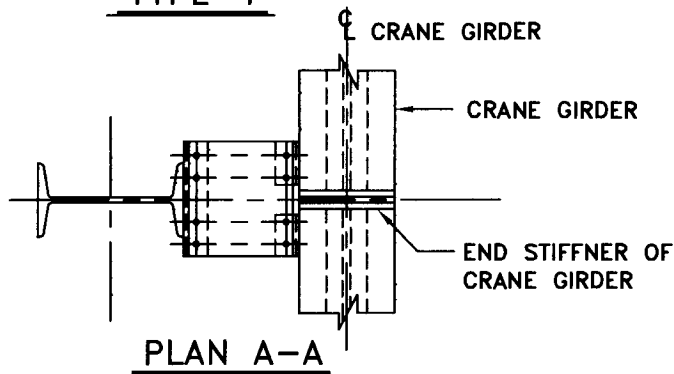 ℄ CRANE GIRDER
CRANE GIRDER
END STIFFNER OF
CRANE GIRDER
PLAN A-A